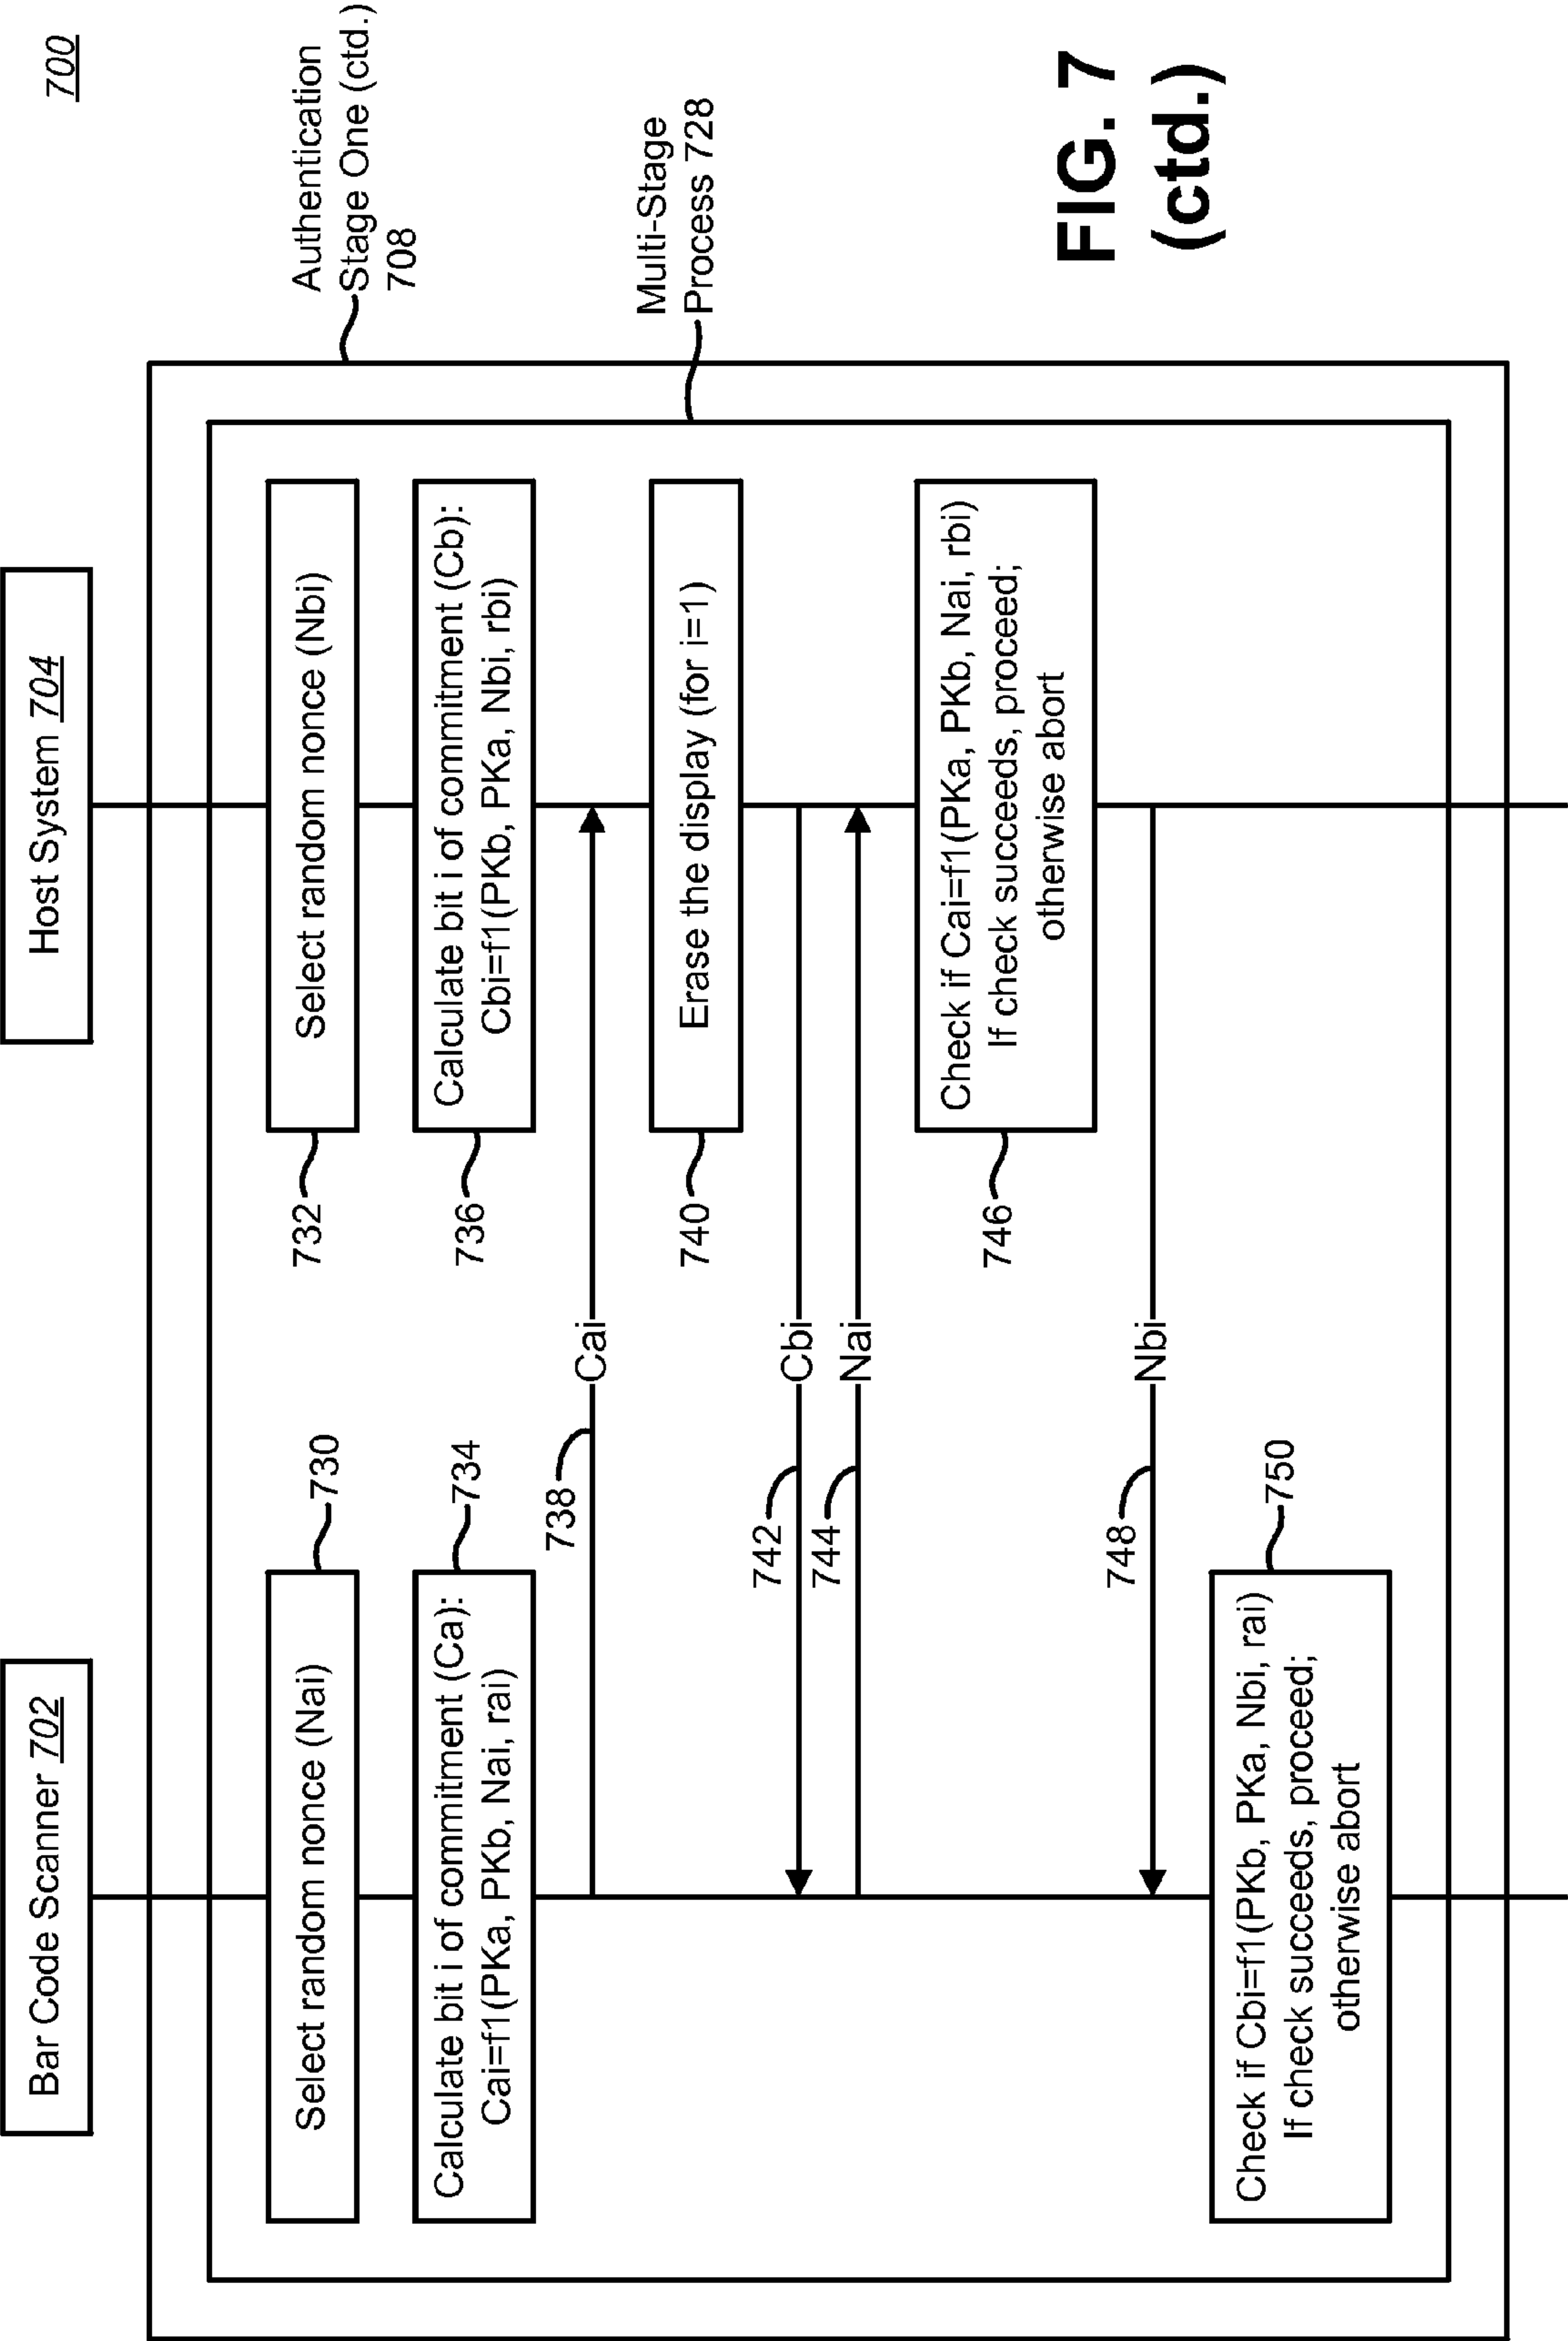 700
Bar Code Scanner 702
Host System 704
Authentication
Stage One (ctd.)
708
Multi-Stage
Process 728
Select random nonce (Nai)
730
732
Select random nonce (Nbi)
Calculate bit i of commitment (Ca):
Cai=f1(PKa, PKb, Nai, rai)
734
736
Calculate bit i of commitment (Cb):
Cbi=f1(PKb, PKa, Nbi, rbi)
738
Cai
740
Erase the display (for i=1)
742
Cbi
744
Nai
746
Check if Cai=f1(PKa, PKb, Nai, rbi)
If check succeeds, proceed;
otherwise abort
748
Nbi
Check if Cbi=f1(PKb, PKa, Nbi, rai)
If check succeeds, proceed;
otherwise abort
750
FIG. 7
(ctd.)